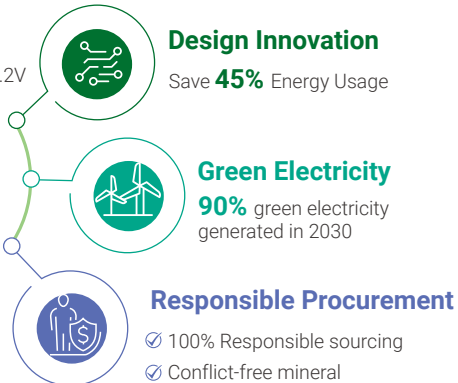 Design Innovation
.2V
Save 45% Energy Usage
Green Electricity
90% green electricity
generated in 2030
Responsible Procurement
100% Responsible sourcing
Conflict-free mineral